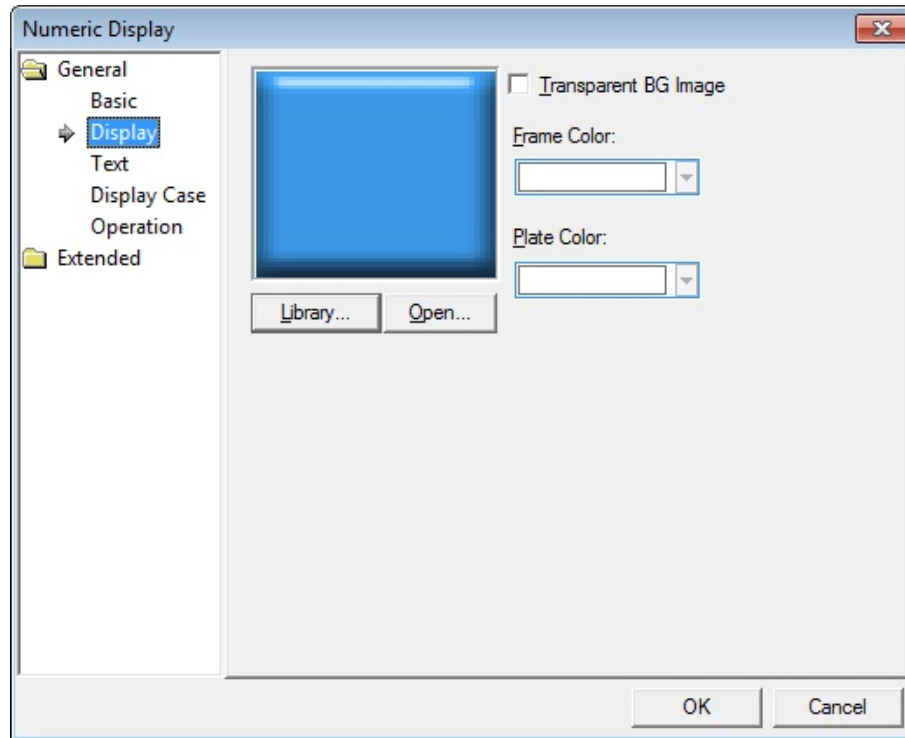 Numeric Display
General
Basic
Display
Text
Display Case
Operation
Extended
Transparent BG Image
Frame Color:
Plate Color:
Library...
Open...
OK
Cancel